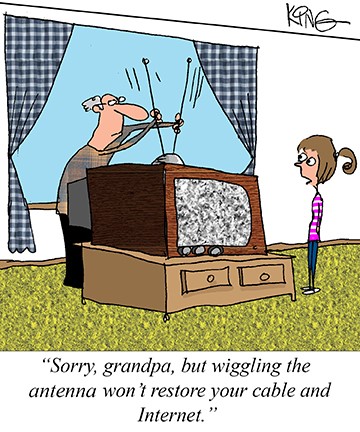 KING
“Sorry, grandpa, but wiggling the
antenna won’t restore your cable and
Internet.”